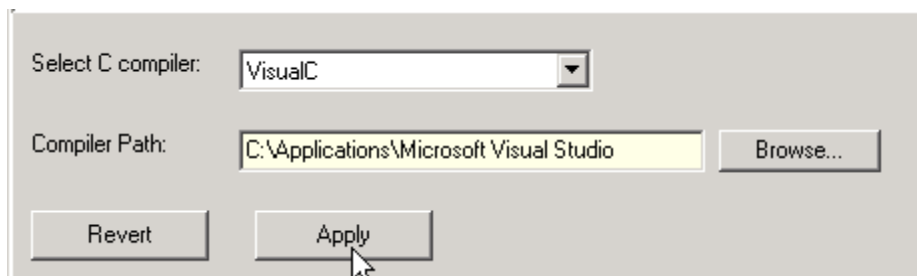 Select C compiler: VisualC
Compiler Path: C:\Applications\Microsoft Visual Studio Browse...
Revert Apply